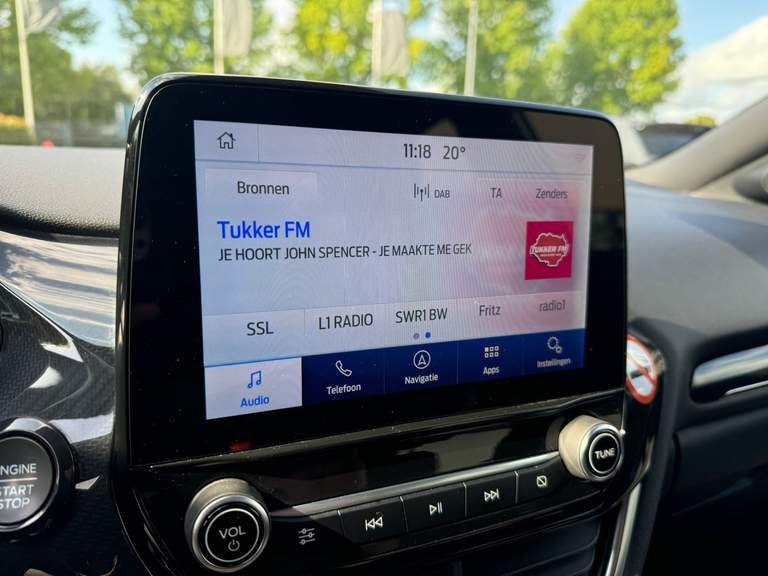 11:18 20°
Bronnen DAB TA Zenders
Tukker FM
JE HOORT JOHN SPENCER - JE MAAKTE ME GEK
TUKKER FM
SSL L1 RADIO SWR1 BW Fritz radio1
Audio Telefoon Navigatie Apps Instellingen
ENGINE
START
STOP
VOL
TUNE